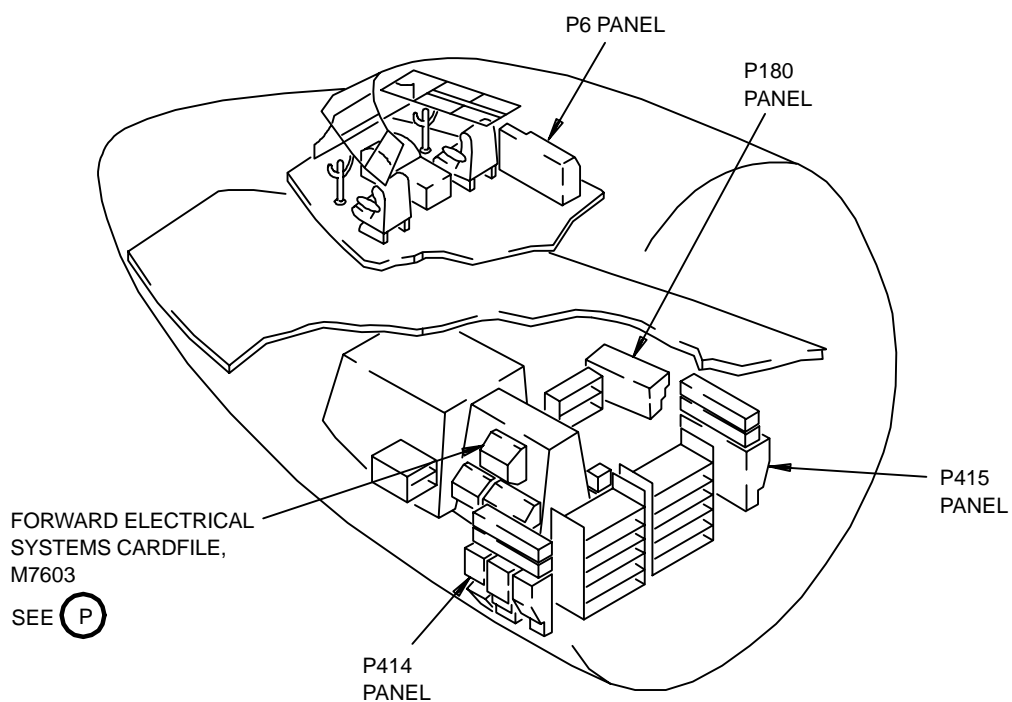 P6 PANEL
P180
PANEL
P415
PANEL
FORWARD ELECTRICAL
SYSTEMS CARDFILE,
M7603
SEE P
P414
PANEL